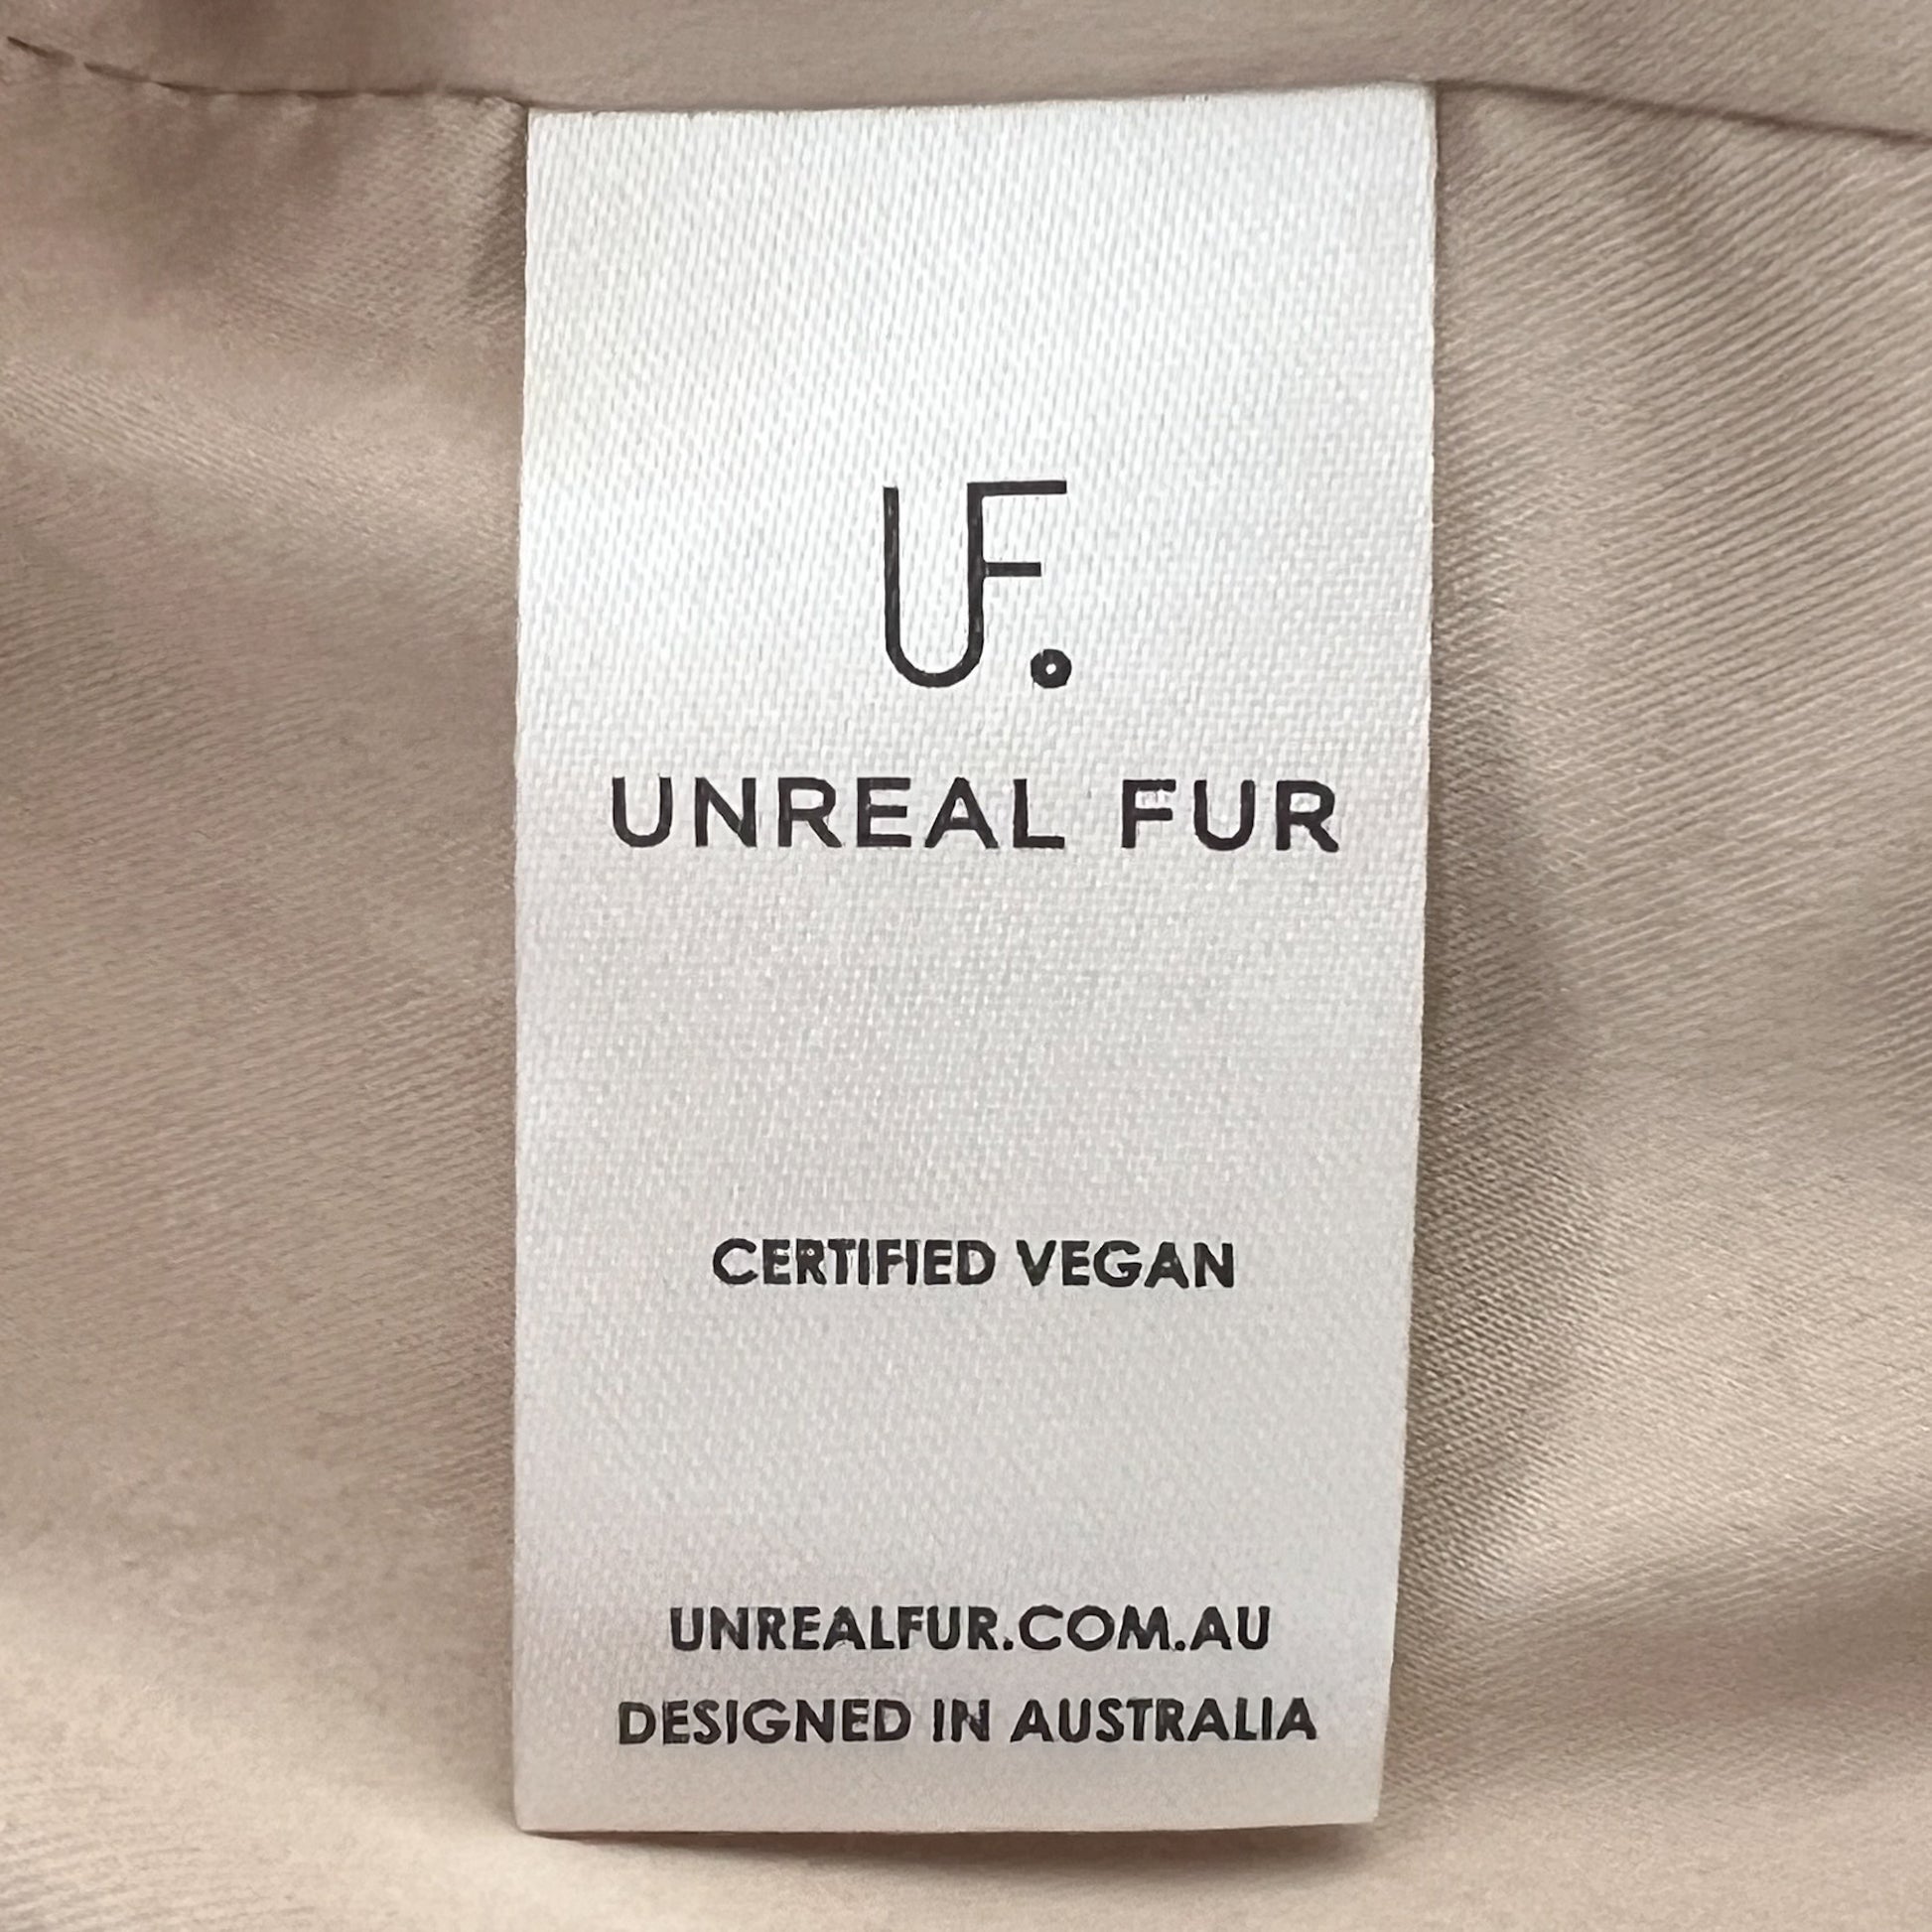 UF.
UNREAL FUR
CERTIFIED VEGAN
UNREALFUR.COM.AU
DESIGNED IN AUSTRALIA